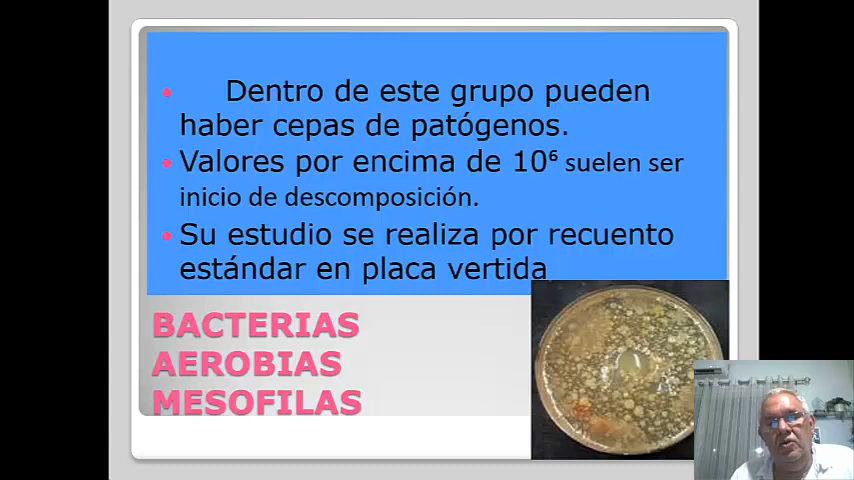 Dentro de este grupo pueden
haber cepas de patógenos.
Valores por encima de 10⁶ suelen ser
inicio de descomposición.
Su estudio se realiza por recuento
estándar en placa vertida
BACTERIAS
AEROBIAS
MESOFILAS